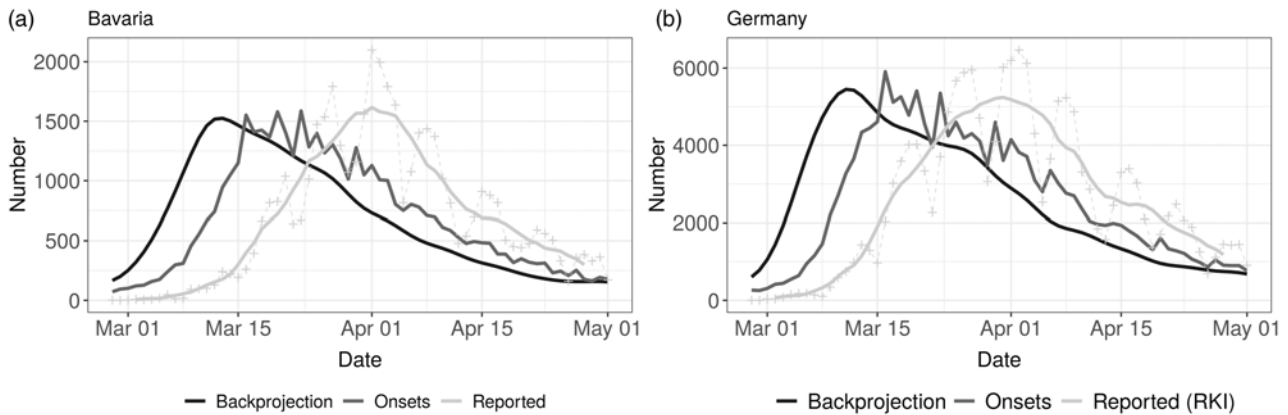 (a)
Bavaria
2000
1500
1000
500
0
Number
Mar 01 Mar 15 Apr 01 Apr 15 May 01
Date
Backprojection Onsets Reported
(b)
Germany
6000
4000
2000
0
Number
Mar 01 Mar 15 Apr 01 Apr 15 May 01
Date
Backprojection Onsets Reported (RKI)